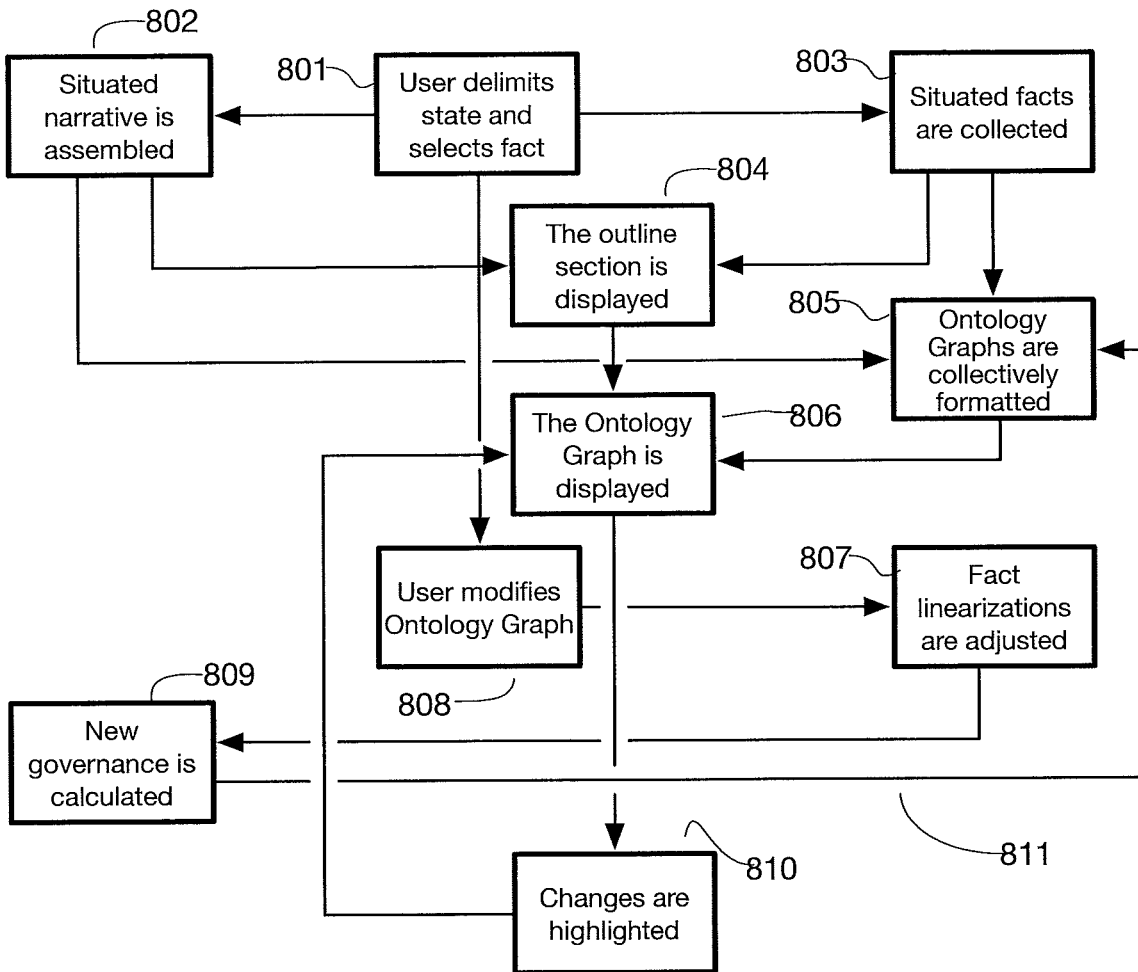 802
Situated
narrative is
assembled
801
User delimits
state and
selects fact
803
Situated facts
are collected
804
The outline
section is
displayed
805
Ontology
Graphs are
collectively
formatted
806
The Ontology
Graph is
displayed
807
Fact
linearizations
are adjusted
User modifies
Ontology Graph
808
809
New
governance is
calculated
810
Changes are
highlighted
811